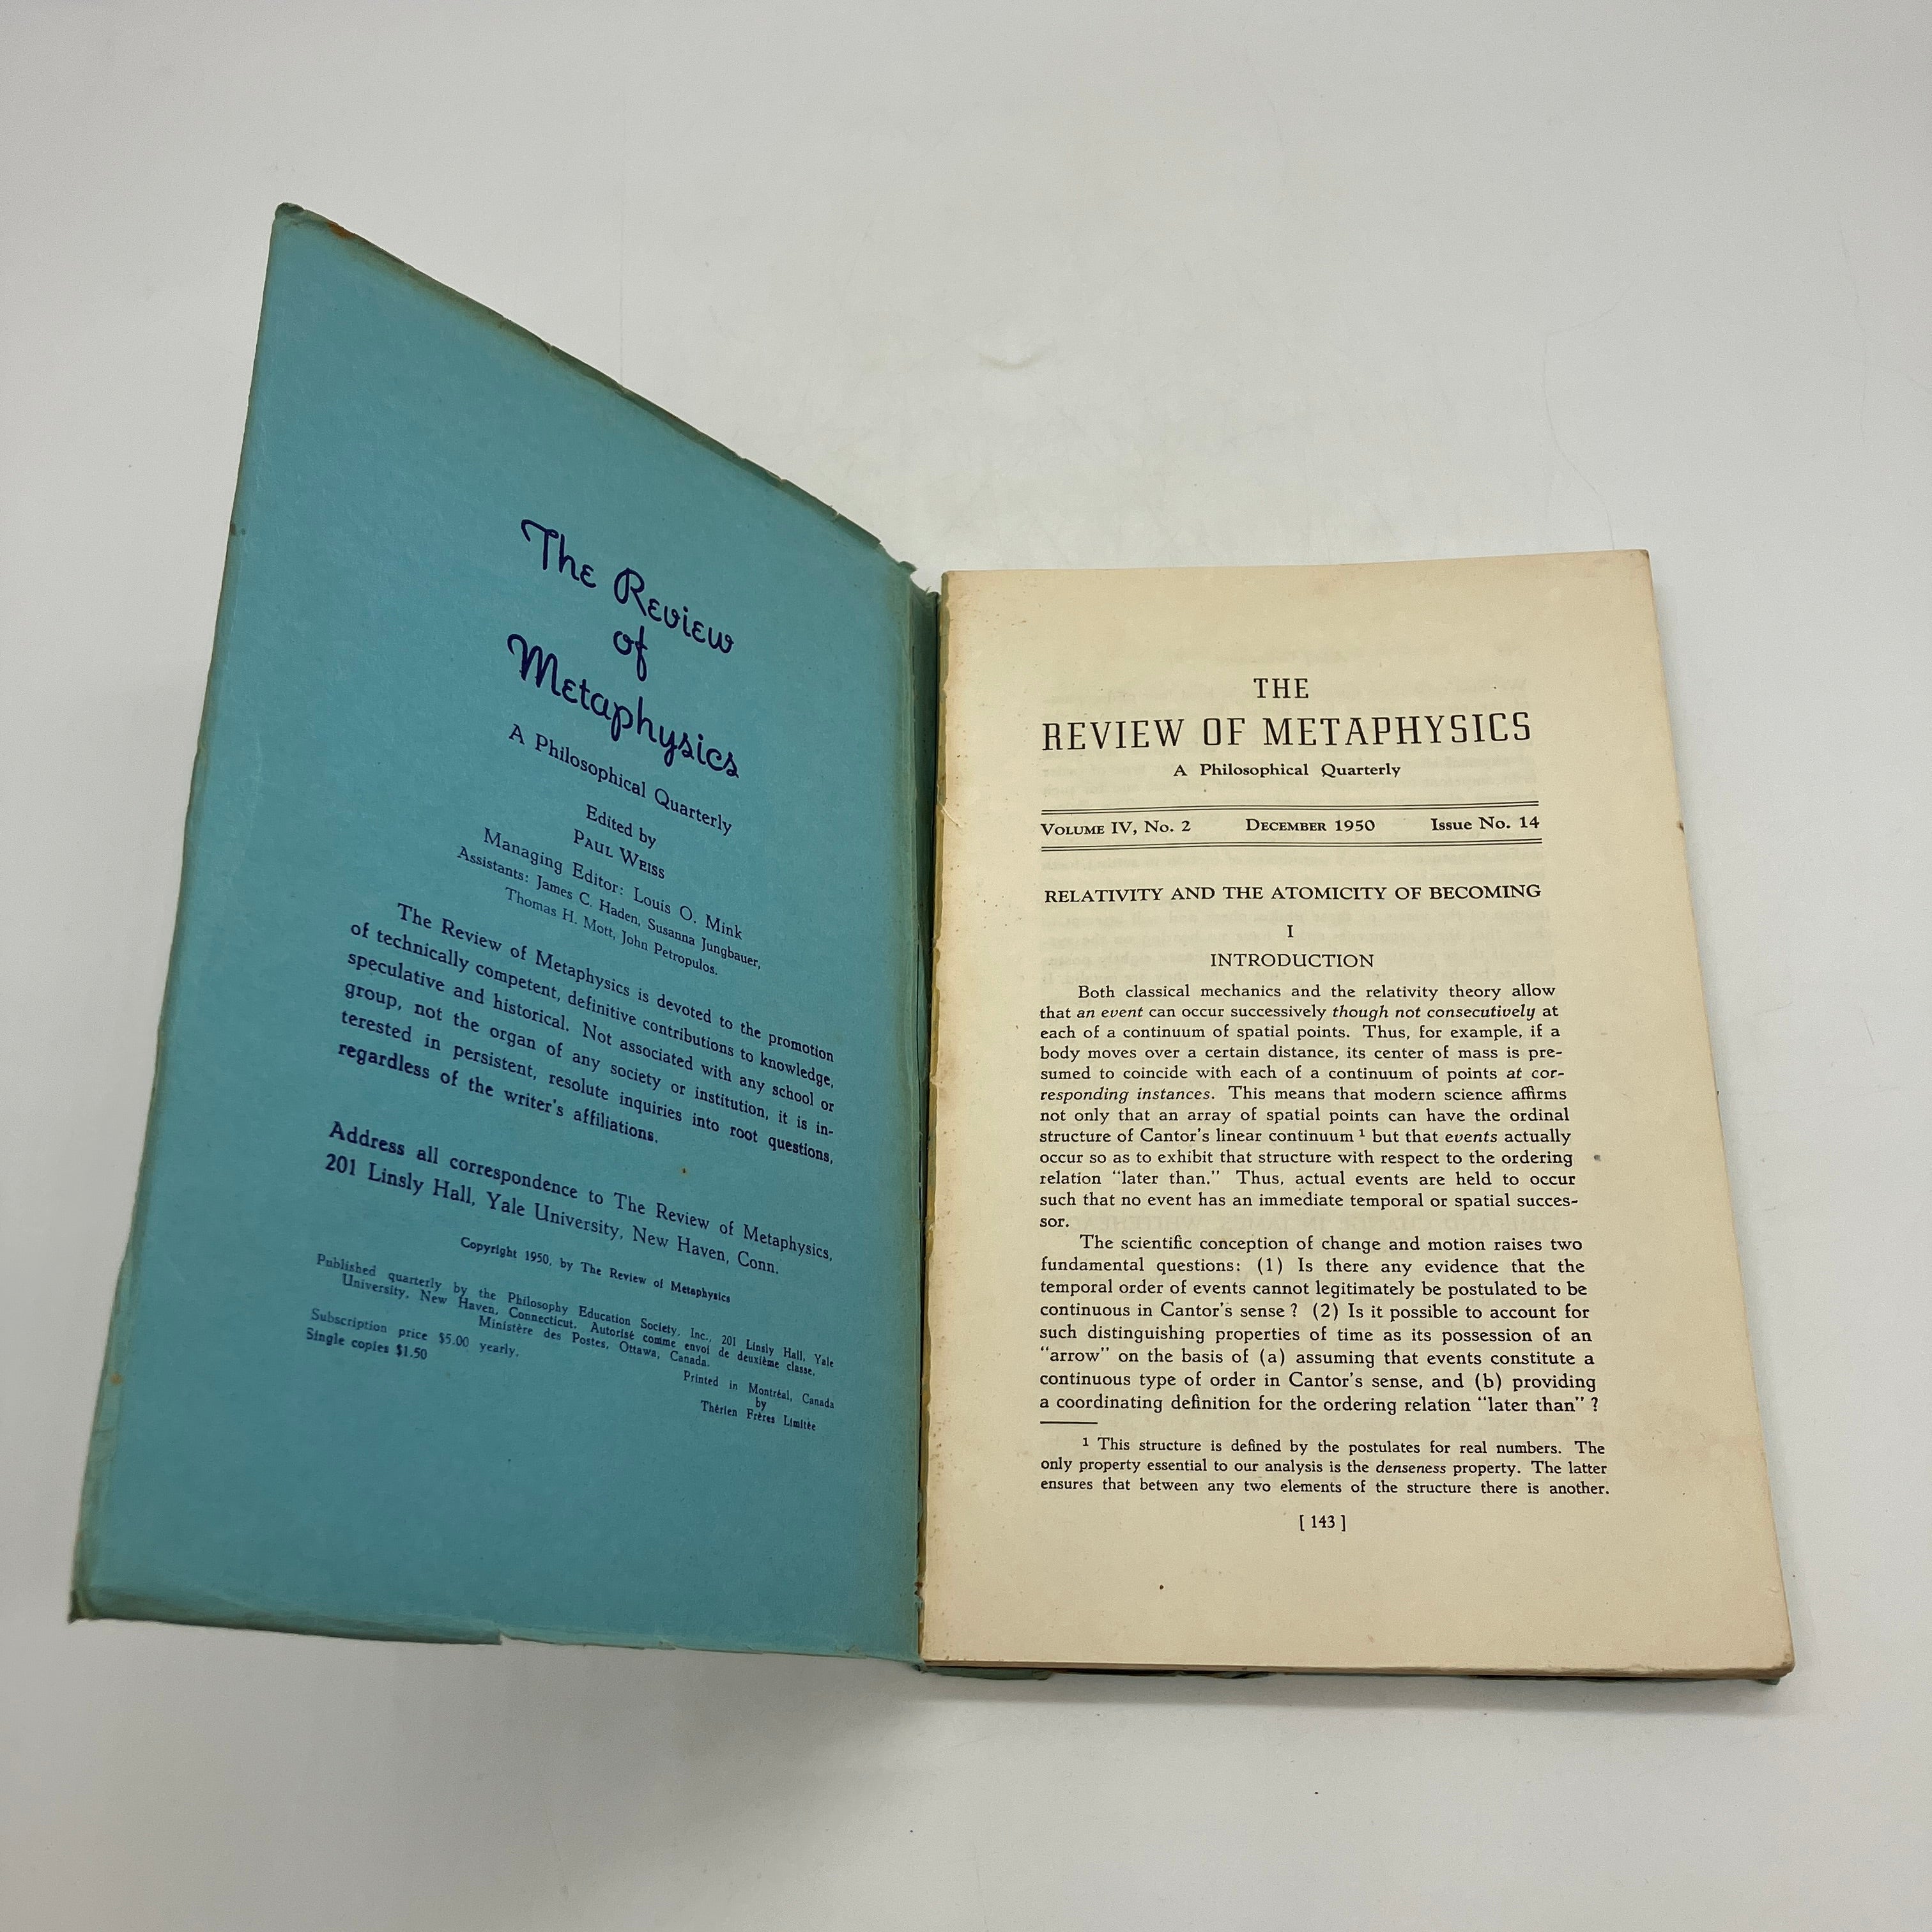 The Review
of
Metaphysics
A Philosophical Quarterly
Edited by
PAUL WEISS
Managing Editor: Louis O. Mink
Assistants: James C. Haden, Susanna Jungbauer,
Thomas H. Mott, John Petropulos.
The Review of Metaphysics is devoted to the promotion
of technically competent, definitive contributions to knowledge,
speculative and historical. Not associated with any school or
group, not the organ of any society or institution, it is in-
terested in persistent, resolute inquiries into root questions,
regardless of the writer's affiliations.
Address all correspondence to The Review of Metaphysics,
201 Linsly Hall, Yale University, New Haven, Conn.
Copyright 1950, by The Review of Metaphysics
Published quarterly by the Philosophy Education Society, Inc., 201 Linsly Hall, Yale
University, New Haven, Connecticut. Autorisé comme envoi de deuxième classe,
Ministère des Postes, Ottawa, Canada.
Subscription price $5.00 yearly.
Single copies $1.50
Printed in Montréal, Canada
by
Thérien Frères Limitée
THE
REVIEW OF METAPHYSICS
A Philosophical Quarterly
VOLUME IV, No. 2 DECEMBER 1950 Issue No. 14
RELATIVITY AND THE ATOMICITY OF BECOMING
I
INTRODUCTION
Both classical mechanics and the relativity theory allow
that an event can occur successively though not consecutively at
each of a continuum of spatial points. Thus, for example, if a
body moves over a certain distance, its center of mass is pre-
sumed to coincide with each of a continuum of points at cor-
responding instances. This means that modern science affirms
not only that an array of spatial points can have the ordinal
structure of Cantor's linear continuum ¹ but that events actually
occur so as to exhibit that structure with respect to the ordering
relation "later than." Thus, actual events are held to occur
such that no event has an immediate temporal or spatial succes-
sor.
The scientific conception of change and motion raises two
fundamental questions: (1) Is there any evidence that the
temporal order of events cannot legitimately be postulated to be
continuous in Cantor's sense ? (2) Is it possible to account for
such distinguishing properties of time as its possession of an
"arrow" on the basis of (a) assuming that events constitute a
continuous type of order in Cantor's sense, and (b) providing
a coordinating definition for the ordering relation "later than" ?
¹ This structure is defined by the postulates for real numbers. The
only property essential to our analysis is the denseness property. The latter
ensures that between any two elements of the structure there is another.
[ 143 ]